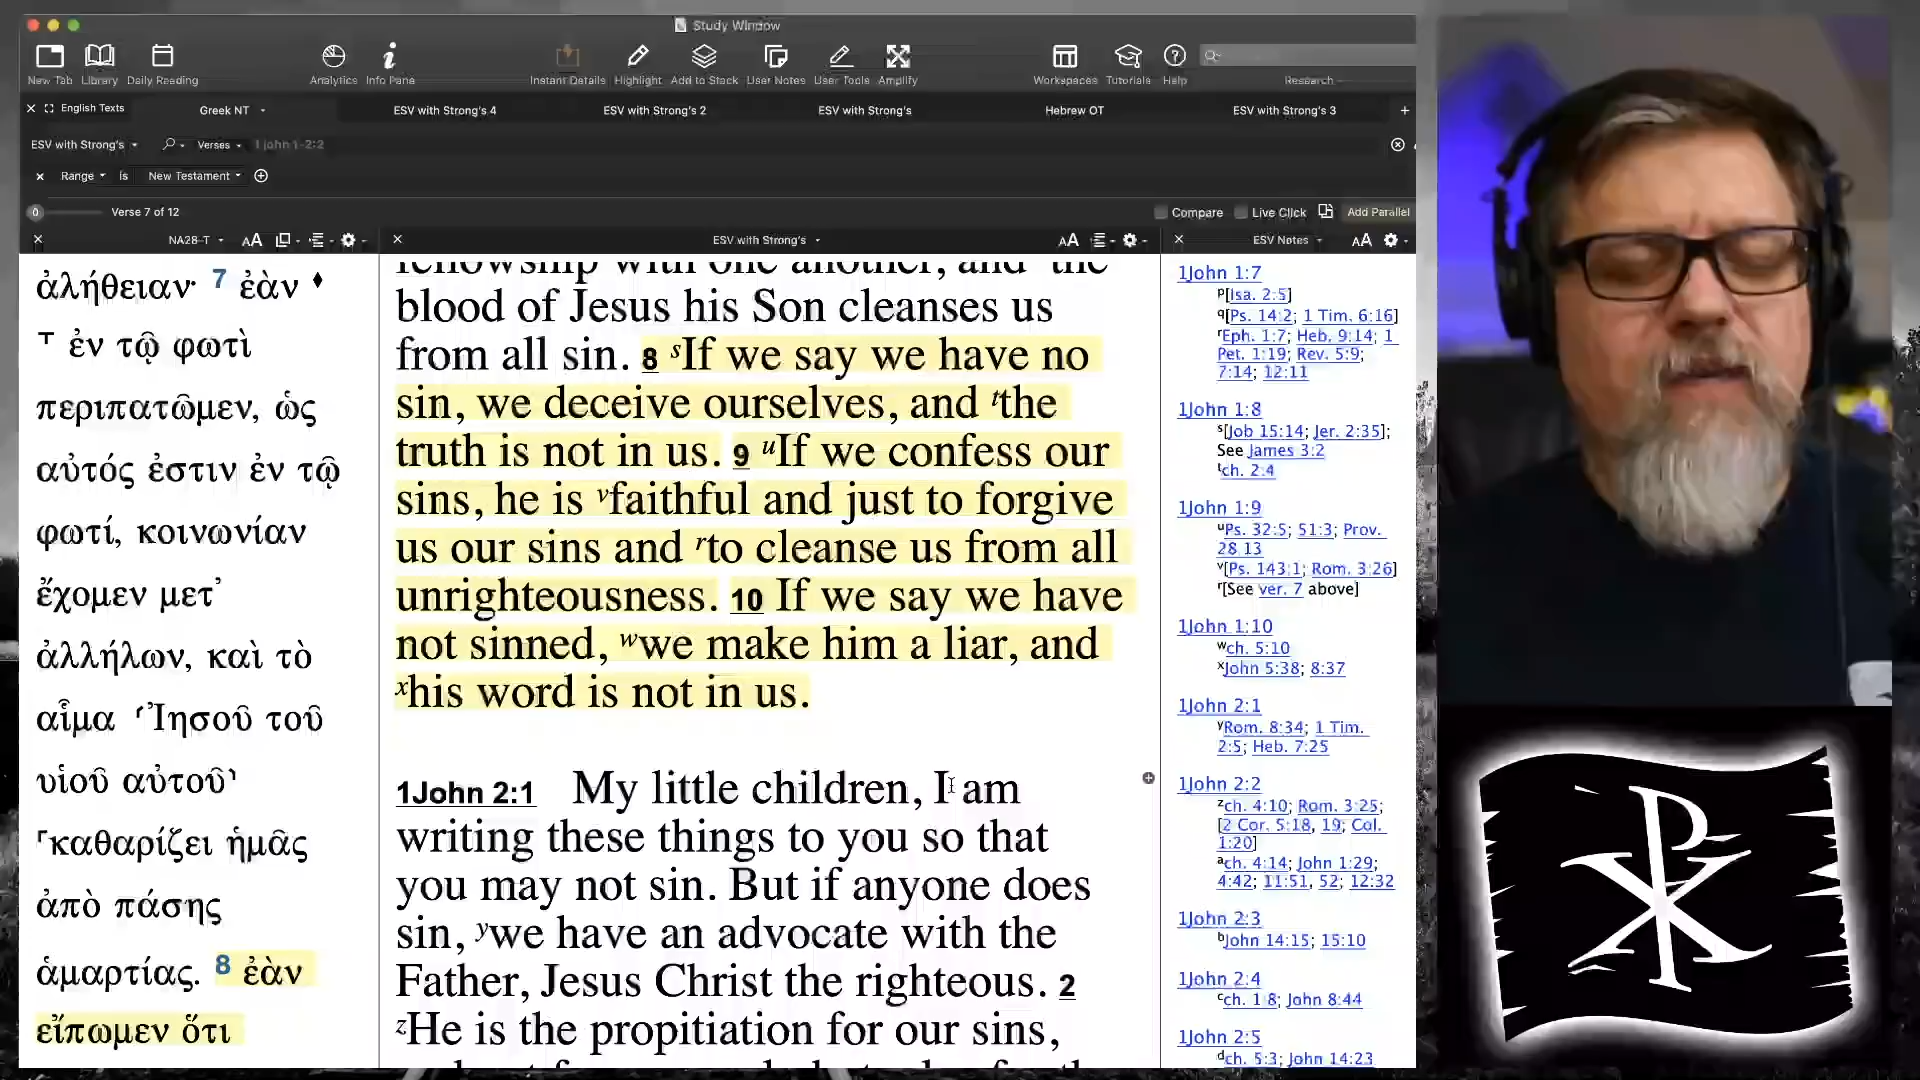 Study Window
New Tab
Library
Daily Reading
Analytics
Info Pane
Instant Details
Highlight
Add to Stack
User Notes
User Tools
Amplify
Workspaces
Tutorials
Help
Research
English Texts
Greek NT
ESV with Strong's 4
ESV with Strong's 2
ESV with Strong's
Hebrew OT
ESV with Strong's 3
ESV with Strong's
Verses
1 john 1-2:2
Range
is
New Testament
Verse 7 of 12
Compare
Live Click
Add Parallel
NA28-T
ESV with Strong's
ESV Notes
ἀλήθειαν· 7 ἐὰν ♦
⸆ ἐν τῷ φωτὶ
περιπατῶμεν, ὡς
αὐτός ἐστιν ἐν τῷ
φωτί, κοινωνίαν
ἔχομεν μετ᾽
ἀλλήλων, καὶ τὸ
αἷμα ⸂Ἰησοῦ τοῦ
υἱοῦ αὐτοῦ⸃
⸀καθαρίζει ἡμᾶς
ἀπὸ πάσης
ἁμαρτίας. 8 ἐὰν
εἴπωμεν ὅτι
fellowship with one another, and the
blood of Jesus his Son cleanses us
from all sin. 8 sIf we say we have no
sin, we deceive ourselves, and tthe
truth is not in us. 9 uIf we confess our
sins, he is vfaithful and just to forgive
us our sins and rto cleanse us from all
unrighteousness. 10 If we say we have
not sinned, wwe make him a liar, and
xhis word is not in us.
1John 2:1 My little children, I am
writing these things to you so that
you may not sin. But if anyone does
sin, ywe have an advocate with the
Father, Jesus Christ the righteous. 2
zHe is the propitiation for our sins,
1John 1:7
p[Isa. 2:5]
q[Ps. 14:2; 1 Tim. 6:16]
rEph. 1:7; Heb. 9:14; 1
Pet. 1:19; Rev. 5:9;
7:14; 12:11
1John 1:8
s[Job 15:14; Jer. 2:35];
See James 3:2
tch. 2:4
1John 1:9
uPs. 32:5; 51:3; Prov.
28:13
v[Ps. 143:1; Rom. 3:26]
r[See ver. 7 above]
1John 1:10
wch. 5:10
xJohn 5:38; 8:37
1John 2:1
yRom. 8:34; 1 Tim.
2:5; Heb. 7:25
1John 2:2
zch. 4:10; Rom. 3:25;
[2 Cor. 5:18, 19; Col.
1:20]
ach. 4:14; John 1:29;
4:42; 11:51, 52; 12:32
1John 2:3
bJohn 14:15; 15:10
1John 2:4
cch. 1:8; John 8:44
1John 2:5
dch. 5:3; John 14:23